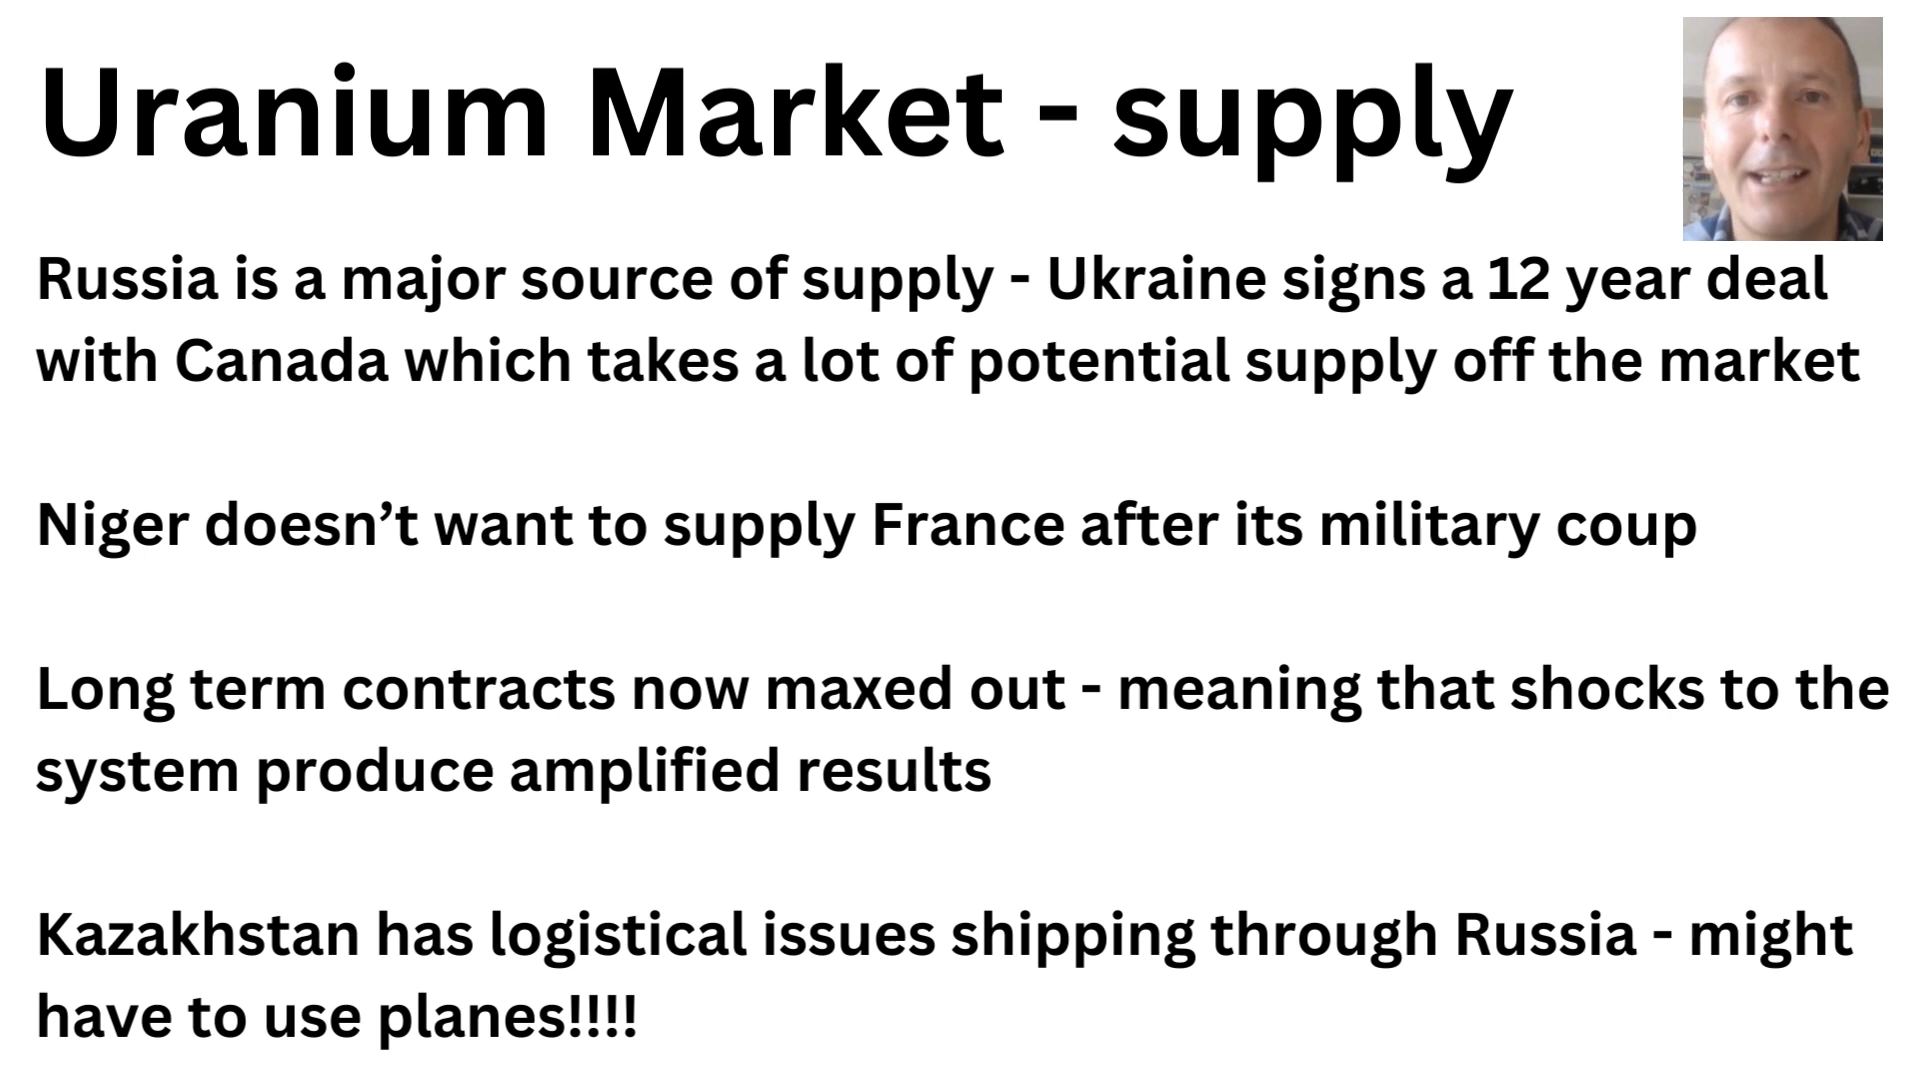 Uranium Market - supply
Russia is a major source of supply - Ukraine signs a 12 year deal
with Canada which takes a lot of potential supply off the market
Niger doesn’t want to supply France after its military coup
Long term contracts now maxed out - meaning that shocks to the
system produce amplified results
Kazakhstan has logistical issues shipping through Russia - might
have to use planes!!!!